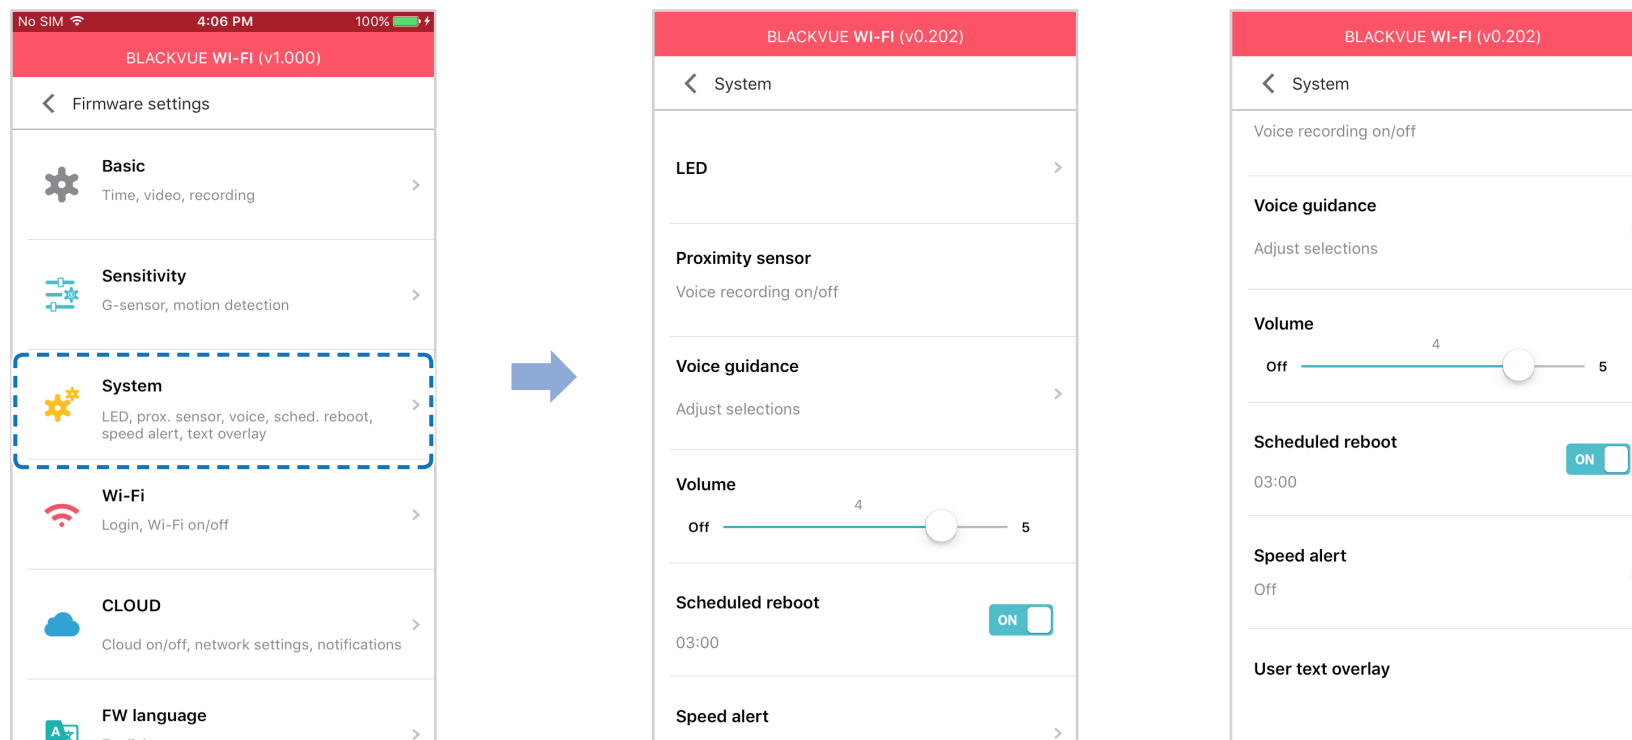 No SIM 4:06 PM 100%
BLACKVUE WI-FI (v1.000)
Firmware settings
Basic
Time, video, recording
Sensitivity
G-sensor, motion detection
System
LED, prox. sensor, voice, sched. reboot,
speed alert, text overlay
Wi-Fi
Login, Wi-Fi on/off
CLOUD
Cloud on/off, network settings, notifications
A
FW language
BLACKVUE WI-FI (v0.202)
System
LED
Proximity sensor
Voice recording on/off
Voice guidance
Adjust selections
Volume
4
Off 5
Scheduled reboot
ON
03:00
Speed alert
BLACKVUE WI-FI (v0.202)
System
Voice recording on/off
Voice guidance
Adjust selections
Volume
4
Off 5
Scheduled reboot
ON
03:00
Speed alert
Off
User text overlay